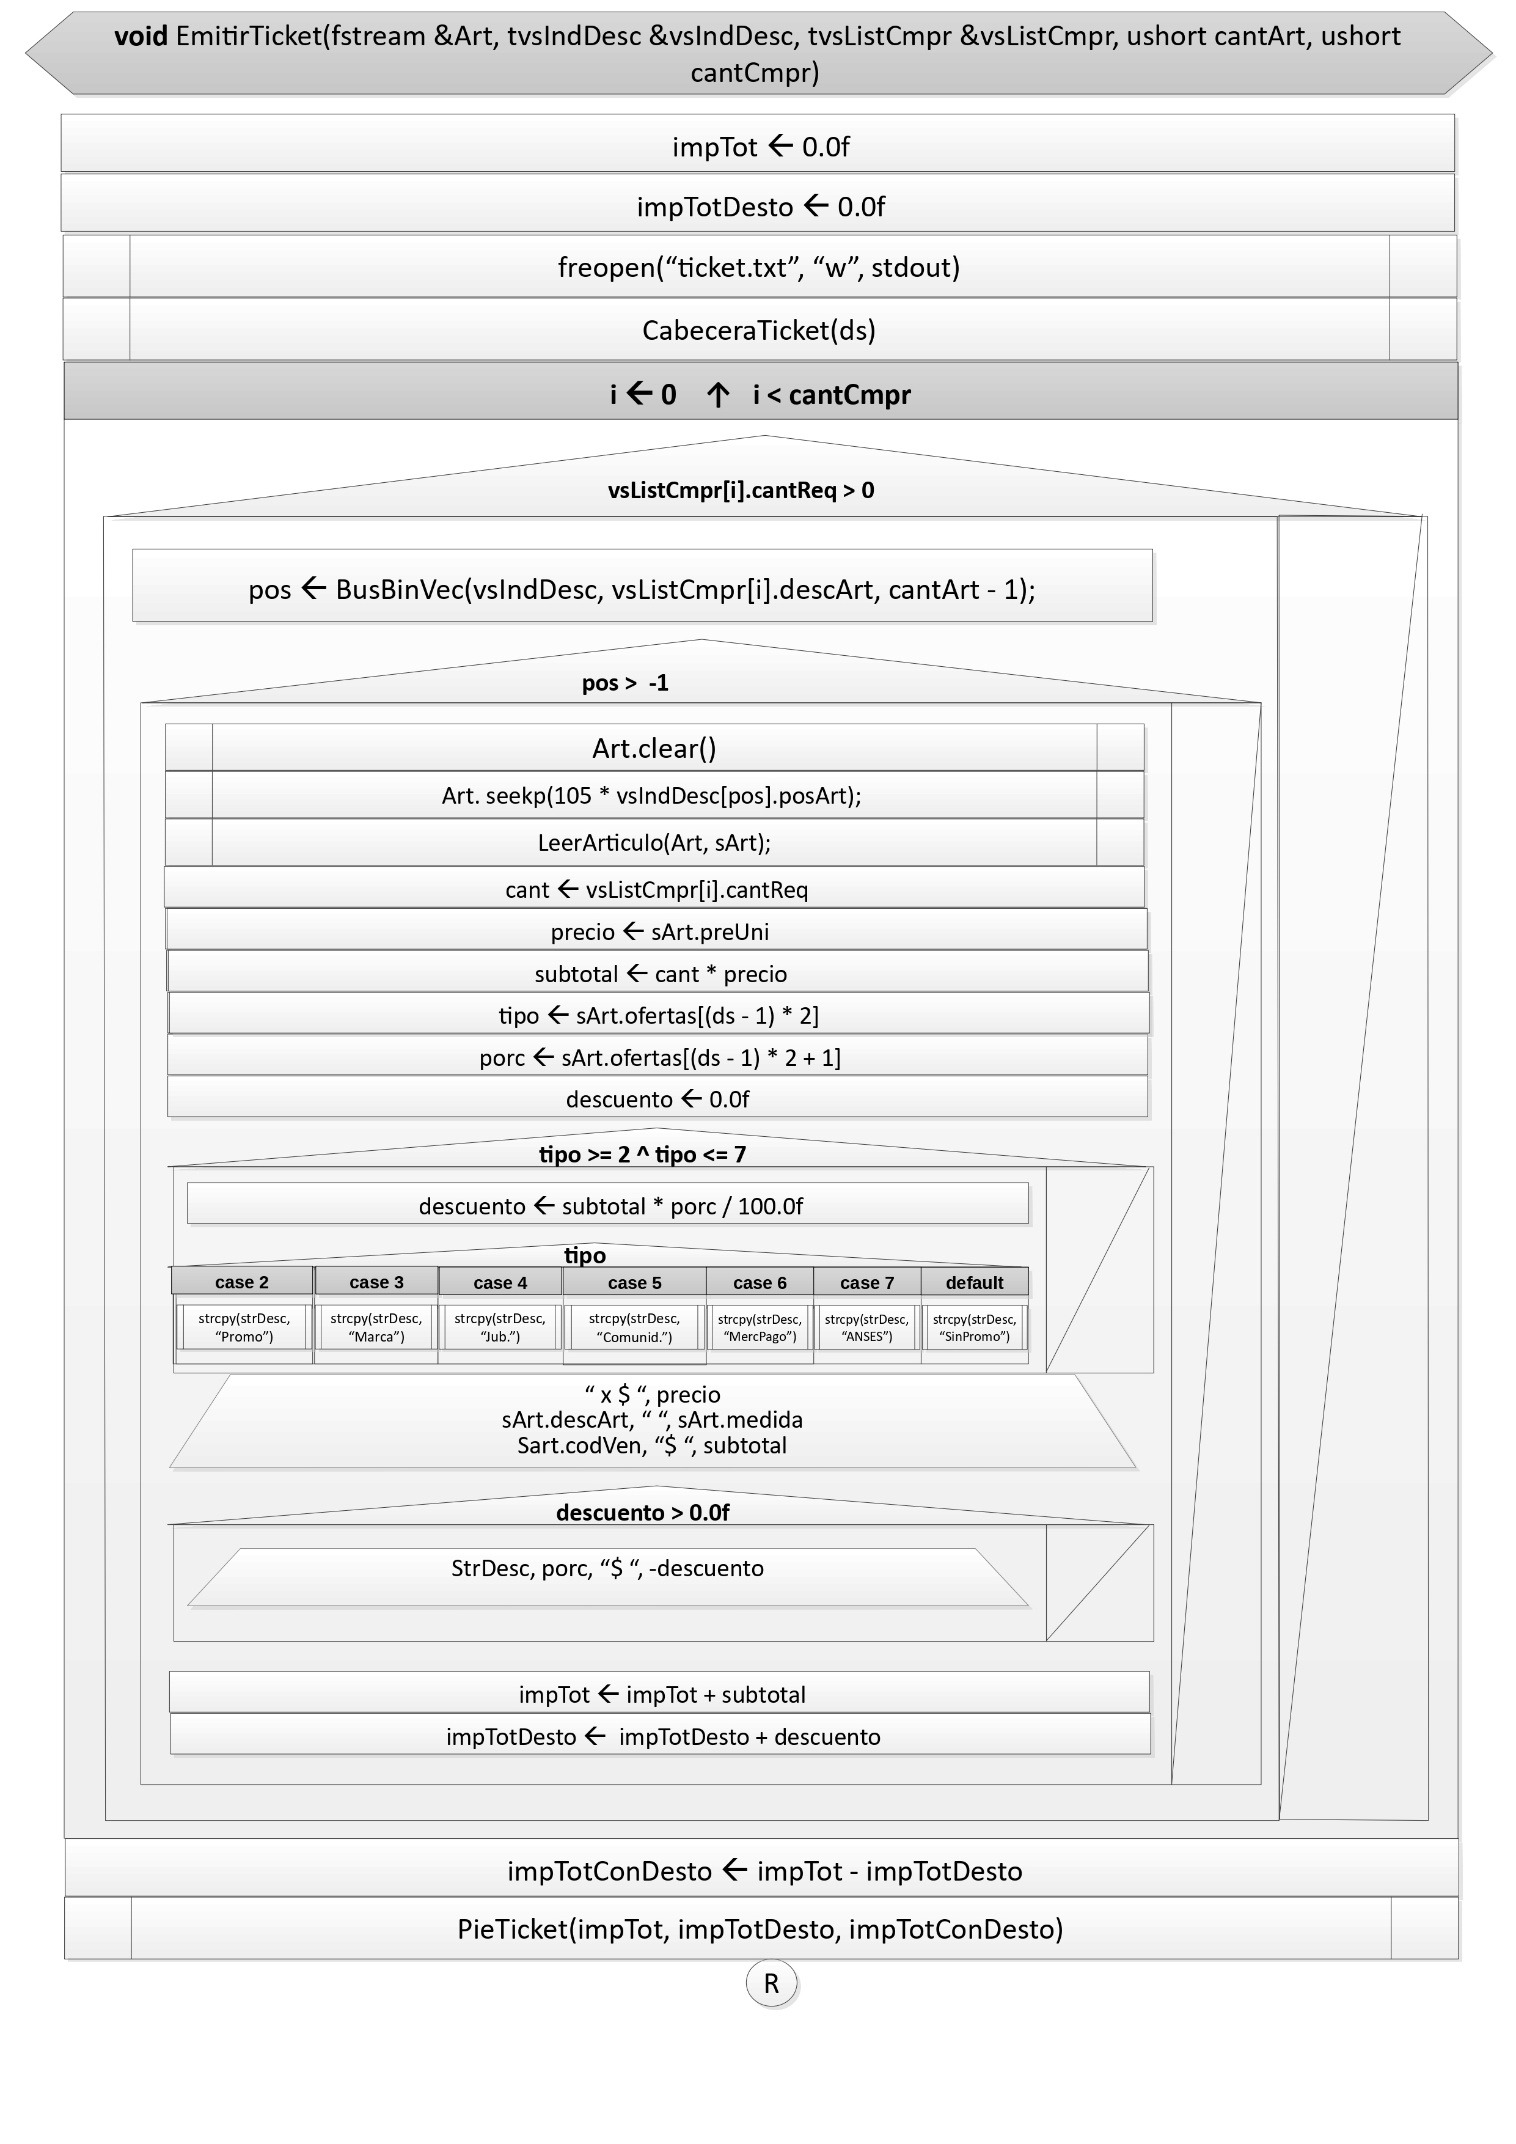 void EmitirTicket(fstream &Art, tvsIndDesc &vsIndDesc, tvsListCmpr &vsListCmpr, ushort cantArt, ushort
cantCmpr)
impTot ← 0.0f
impTotDesto ← 0.0f
freopen(“ticket.txt”, “w”, stdout)
CabeceraTicket(ds)
i ← 0 ↑ i < cantCmpr
vsListCmpr[i].cantReq > 0
pos ← BusBinVec(vsIndDesc, vsListCmpr[i].descArt, cantArt - 1);
pos > -1
Art.clear()
Art. seekp(105 * vsIndDesc[pos].posArt);
LeerArticulo(Art, sArt);
cant ← vsListCmpr[i].cantReq
precio ← sArt.preUni
subtotal ← cant * precio
tipo ← sArt.ofertas[(ds - 1) * 2]
porc ← sArt.ofertas[(ds - 1) * 2 + 1]
descuento ← 0.0f
tipo >= 2 ^ tipo <= 7
descuento ← subtotal * porc / 100.0f
tipo
case 2 case 3 case 4 case 5 case 6 case 7 default
strcpy(strDesc, strcpy(strDesc, strcpy(strDesc, strcpy(strDesc, strcpy(strDesc, strcpy(strDesc, strcpy(strDesc,
“Promo”) “Marca”) “Jub.”) “Comunid.”) “MercPago”) “ANSES”) “SinPromo”)
“ x $ “, precio
sArt.descArt, “ “, sArt.medida
Sart.codVen, “$ “, subtotal
descuento > 0.0f
StrDesc, porc, “$ “, -descuento
impTot ← impTot + subtotal
impTotDesto ← impTotDesto + descuento
impTotConDesto ← impTot - impTotDesto
PieTicket(impTot, impTotDesto, impTotConDesto)
R